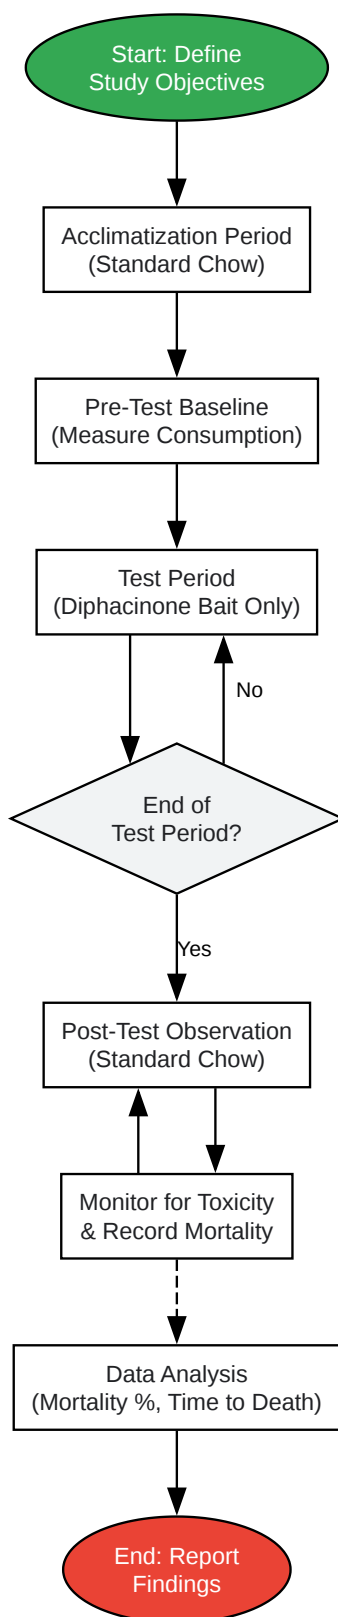 Start: Define
Study Objectives
Acclimatization Period
(Standard Chow)
Pre-Test Baseline
(Measure Consumption)
Test Period
(Diphacinone Bait Only)
No
End of
Test Period?
Yes
Post-Test Observation
(Standard Chow)
Monitor for Toxicity
& Record Mortality
Data Analysis
(Mortality %, Time to Death)
End: Report
Findings